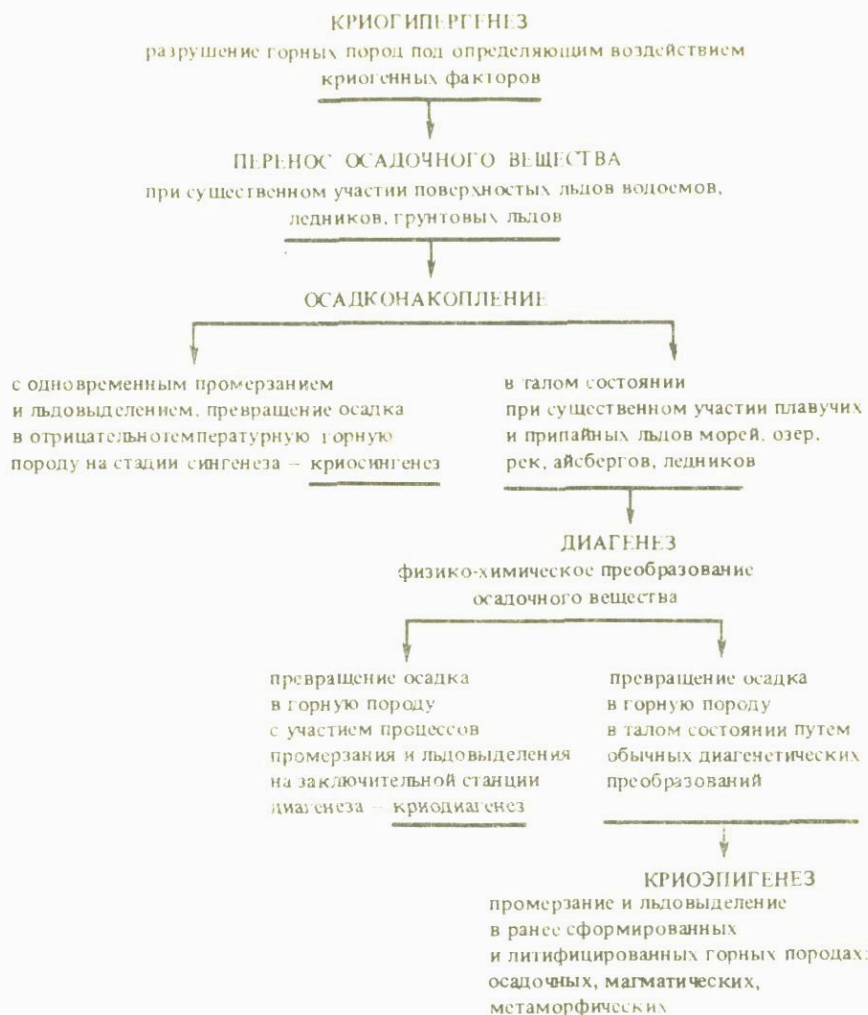 КРИОГИПЕРГЕНЕЗ
разрушение горных пород под определяющим воздействием
криогенных факторов
ПЕРЕНОС ОСАДОЧНОГО ВЕЩЕСТВА
при существенном участии поверхностых льдов водоемов,
ледников, грунтовых льдов
ОСАДКОНАКОПЛЕНИЕ
с одновременным промерзанием
и льдовыделением, превращение осадка
в отрицательнотемпературную горную
породу на стадии сингенеза – криосингенез
в талом состоянии
при существенном участии плавучих
и припайных льдов морей, озер,
рек, айсбергов, ледников
ДИАГЕНЕЗ
физико-химическое преобразование
осадочного вещества
превращение осадка
в горную породу
с участием процессов
промерзания и льдовыделения
на заключительной станции
диагенеза – криодиагенез
превращение осадка
в горную породу
в талом состоянии путем
обычных диагенетических
преобразований
КРИОЭПИГЕНЕЗ
промерзание и льдовыделение
в ранее сформированных
и литифицированных горных породах:
осадочных, магматических,
метаморфических